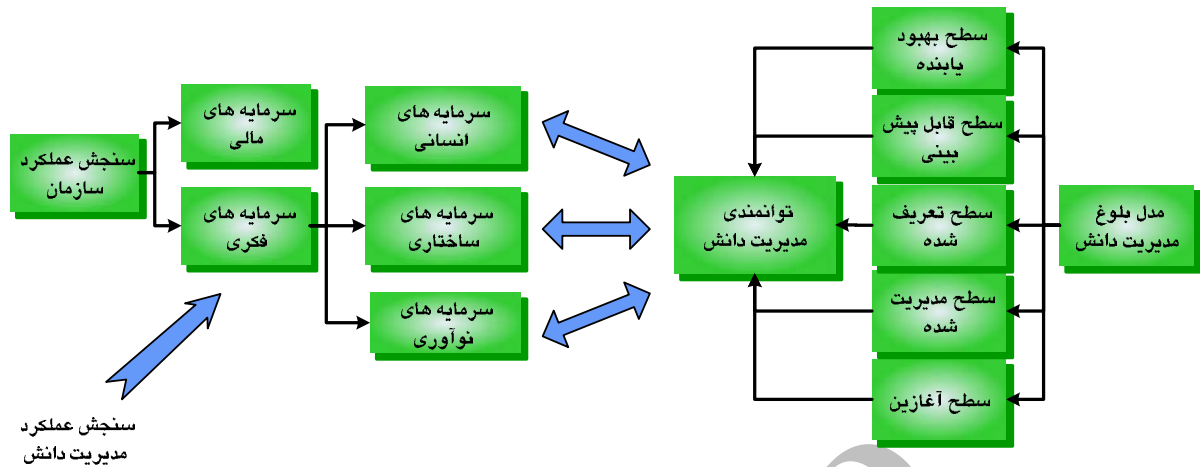 سنجش عملکرد
سازمان
سرمایه های
مالی
سرمایه های
فکری
سرمایه های
انسانی
سرمایه های
ساختاری
سرمایه های
نوآوری
سنجش عملکرد
مدیریت دانش
توانمندی
مدیریت دانش
سطح بهبود
یابنده
سطح قابل پیش
بینی
سطح تعریف
شده
سطح مدیریت
شده
سطح آغازین
مدل بلوغ
مدیریت دانش